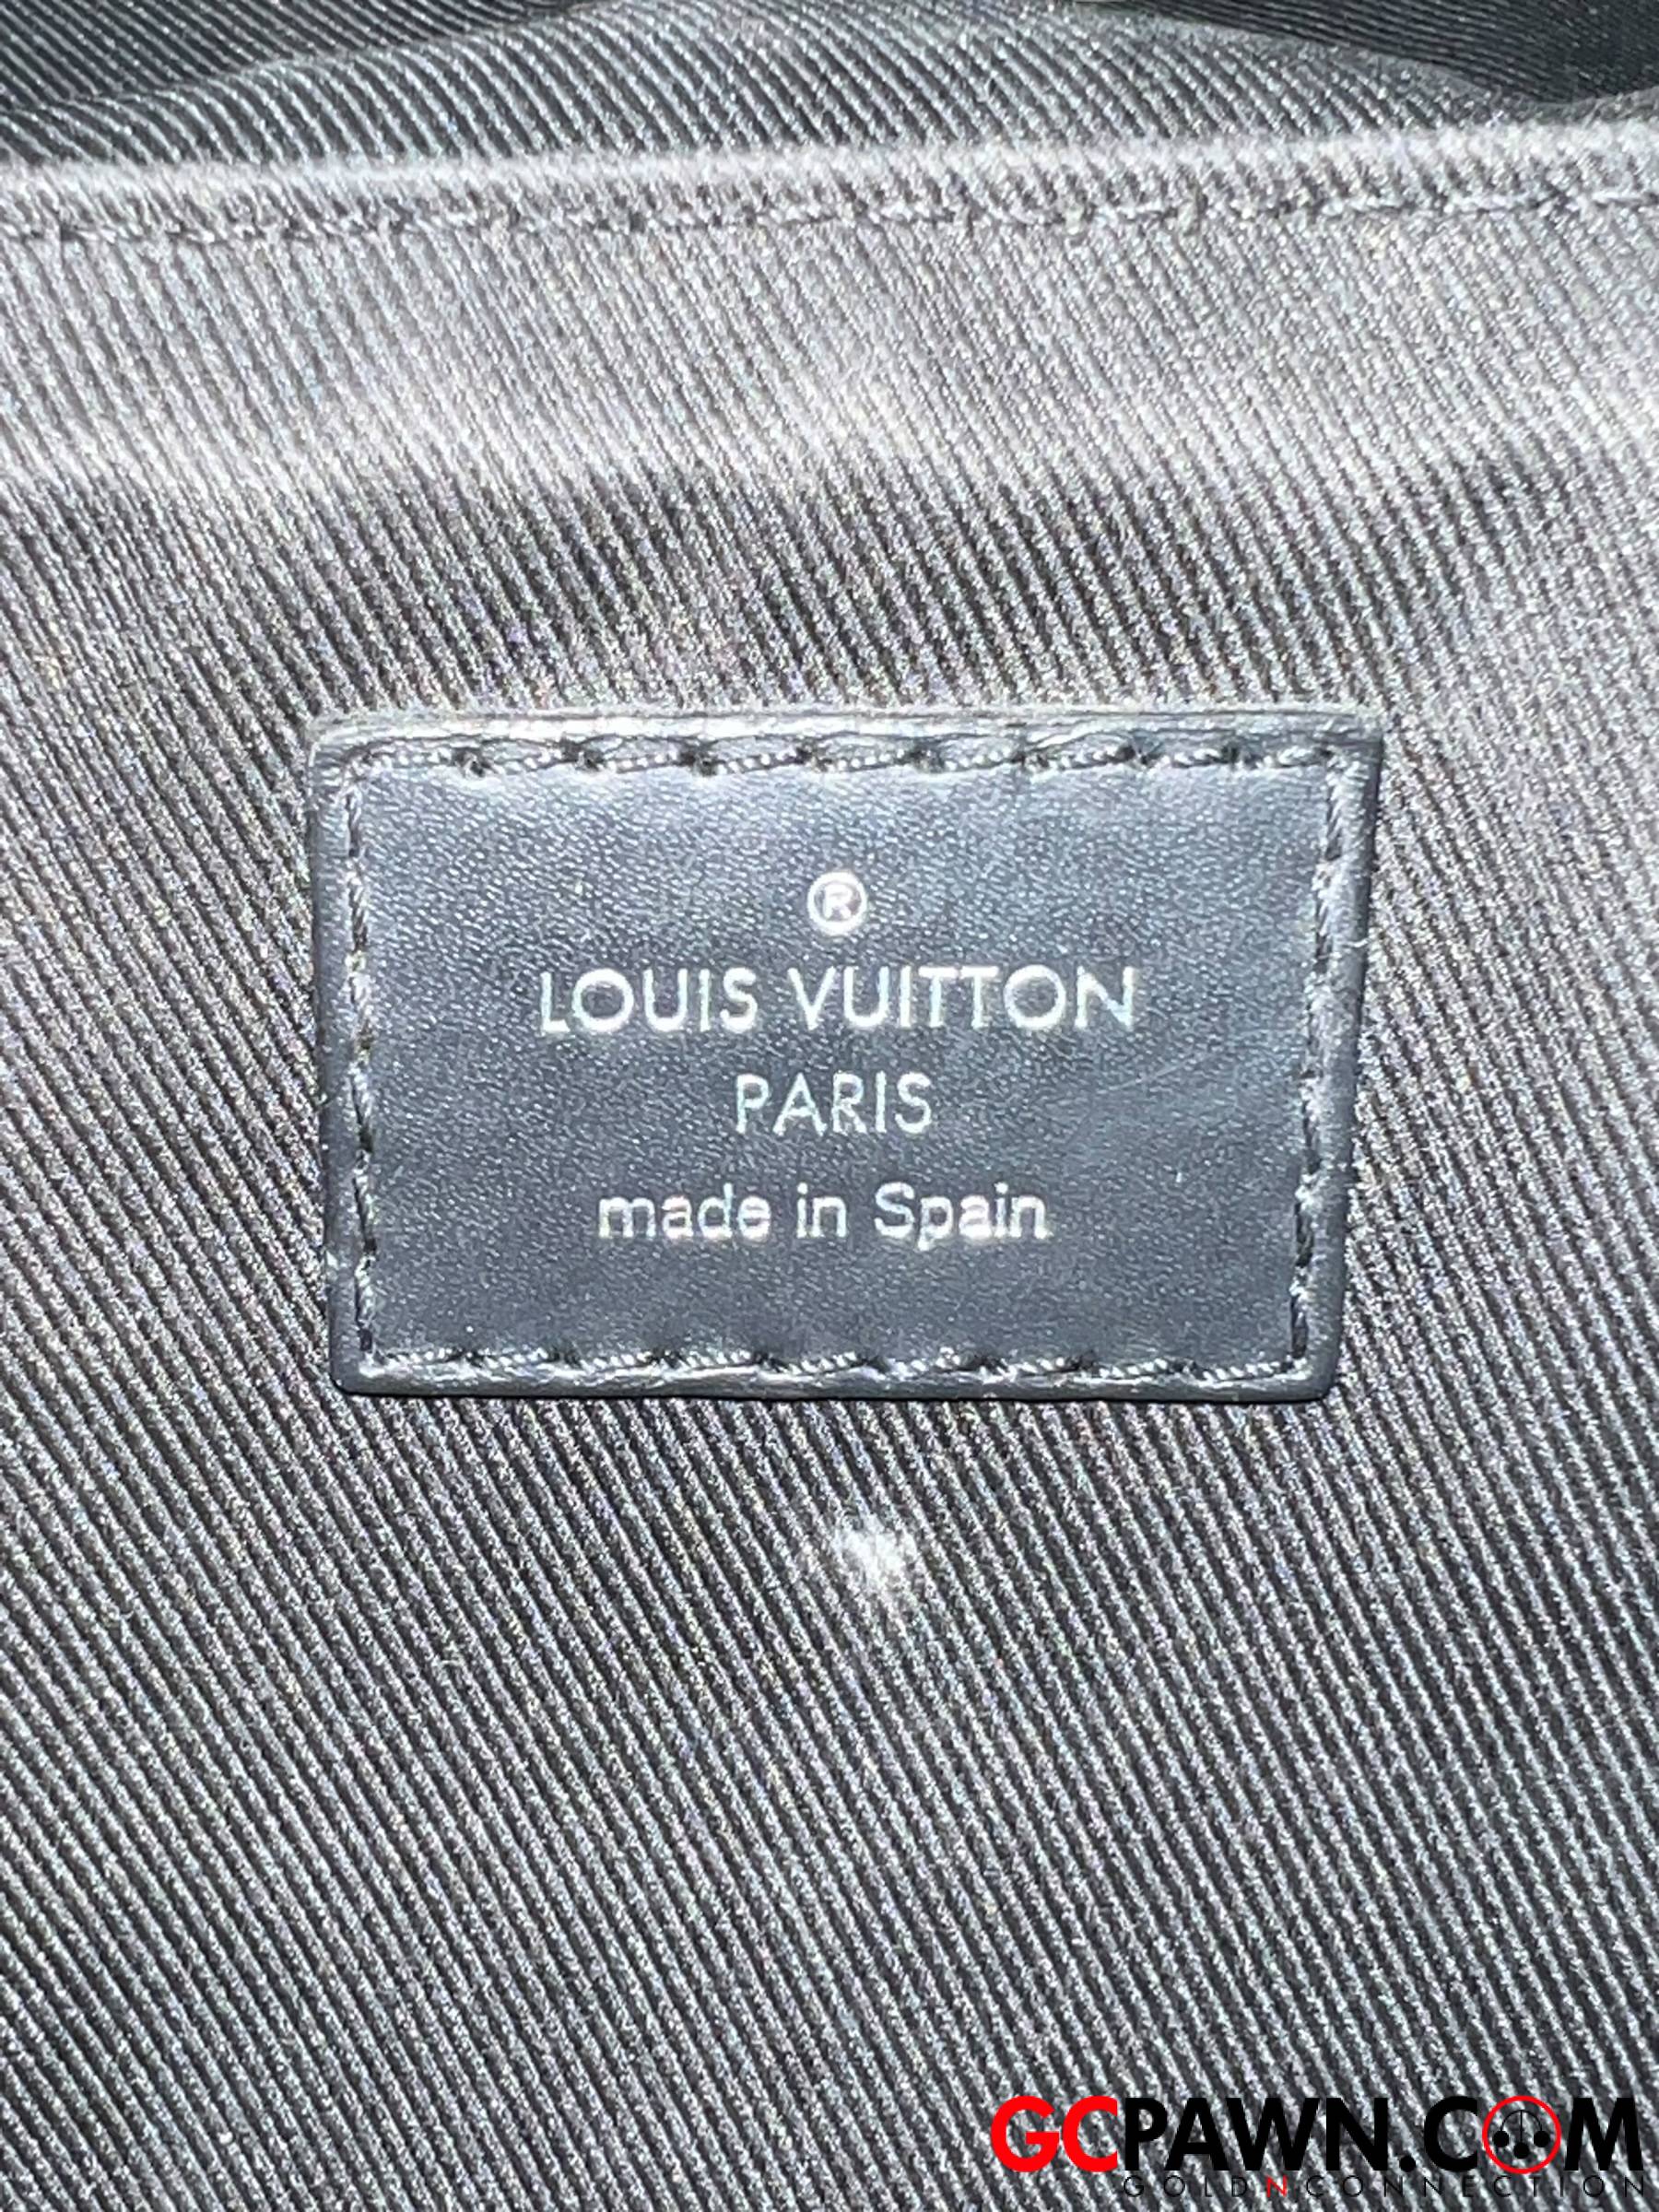 ®
LOUIS VUITTON
PARIS
made in Spain
GCPAWN.COM
GOLDNCONNECTION